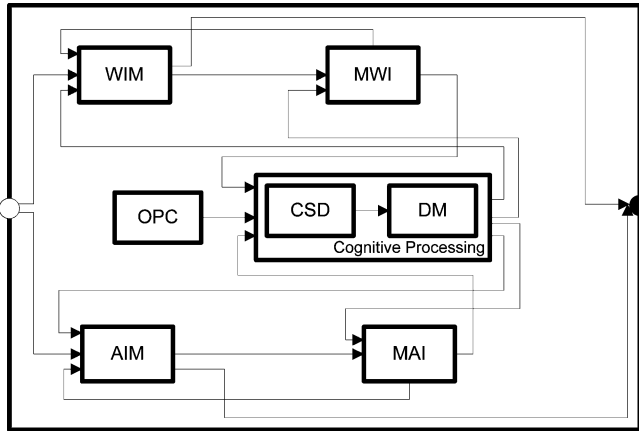 WIM
MWI
OPC
CSD
DM
Cognitive Processing
AIM
MAI